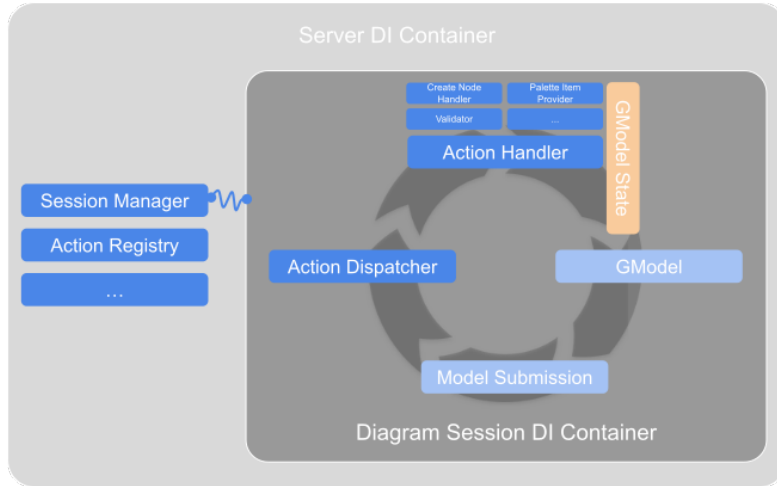 Server DI Container
Create Node
Handler
Palette Item
Provider
Validator
...
Action Handler
GModel State
Session Manager
Action Registry
...
Action Dispatcher
GModel
Model Submission
Diagram Session DI Container